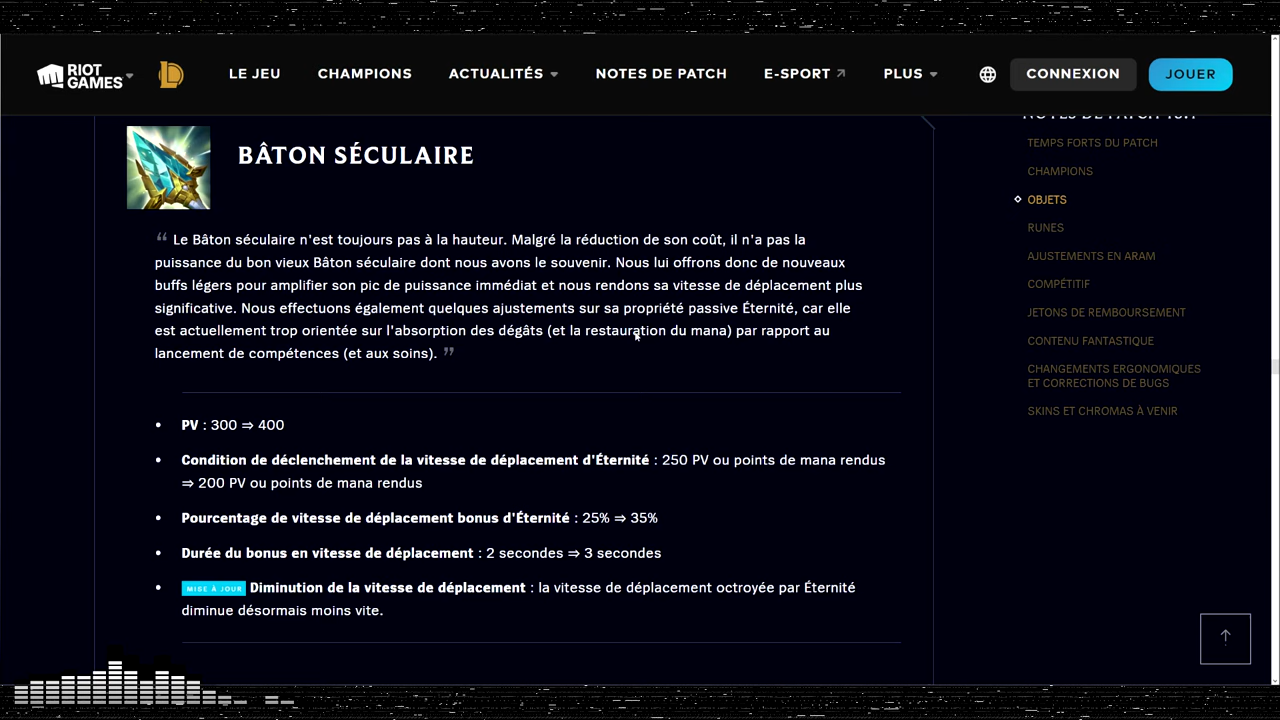 RIOT GAMES
LE JEU
CHAMPIONS
ACTUALITÉS
NOTES DE PATCH
E-SPORT
PLUS
CONNEXION
JOUER
BÂTON SÉCULAIRE
“ Le Bâton séculaire n'est toujours pas à la hauteur. Malgré la réduction de son coût, il n'a pas la
puissance du bon vieux Bâton séculaire dont nous avons le souvenir. Nous lui offrons donc de nouveaux
buffs légers pour amplifier son pic de puissance immédiat et nous rendons sa vitesse de déplacement plus
significative. Nous effectuons également quelques ajustements sur sa propriété passive Éternité, car elle
est actuellement trop orientée sur l'absorption des dégâts (et la restauration du mana) par rapport au
lancement de compétences (et aux soins). ”
• PV : 300 ⇒ 400
• Condition de déclenchement de la vitesse de déplacement d'Éternité : 250 PV ou points de mana rendus
⇒ 200 PV ou points de mana rendus
• Pourcentage de vitesse de déplacement bonus d'Éternité : 25% ⇒ 35%
• Durée du bonus en vitesse de déplacement : 2 secondes ⇒ 3 secondes
• MISE À JOUR Diminution de la vitesse de déplacement : la vitesse de déplacement octroyée par Éternité
diminue désormais moins vite.
NOTES DE PATCH
TEMPS FORTS DU PATCH
CHAMPIONS
OBJETS
RUNES
AJUSTEMENTS EN ARAM
COMPÉTITIF
JETONS DE REMBOURSEMENT
CONTENU FANTASTIQUE
CHANGEMENTS ERGONOMIQUES
ET CORRECTIONS DE BUGS
SKINS ET CHROMAS À VENIR